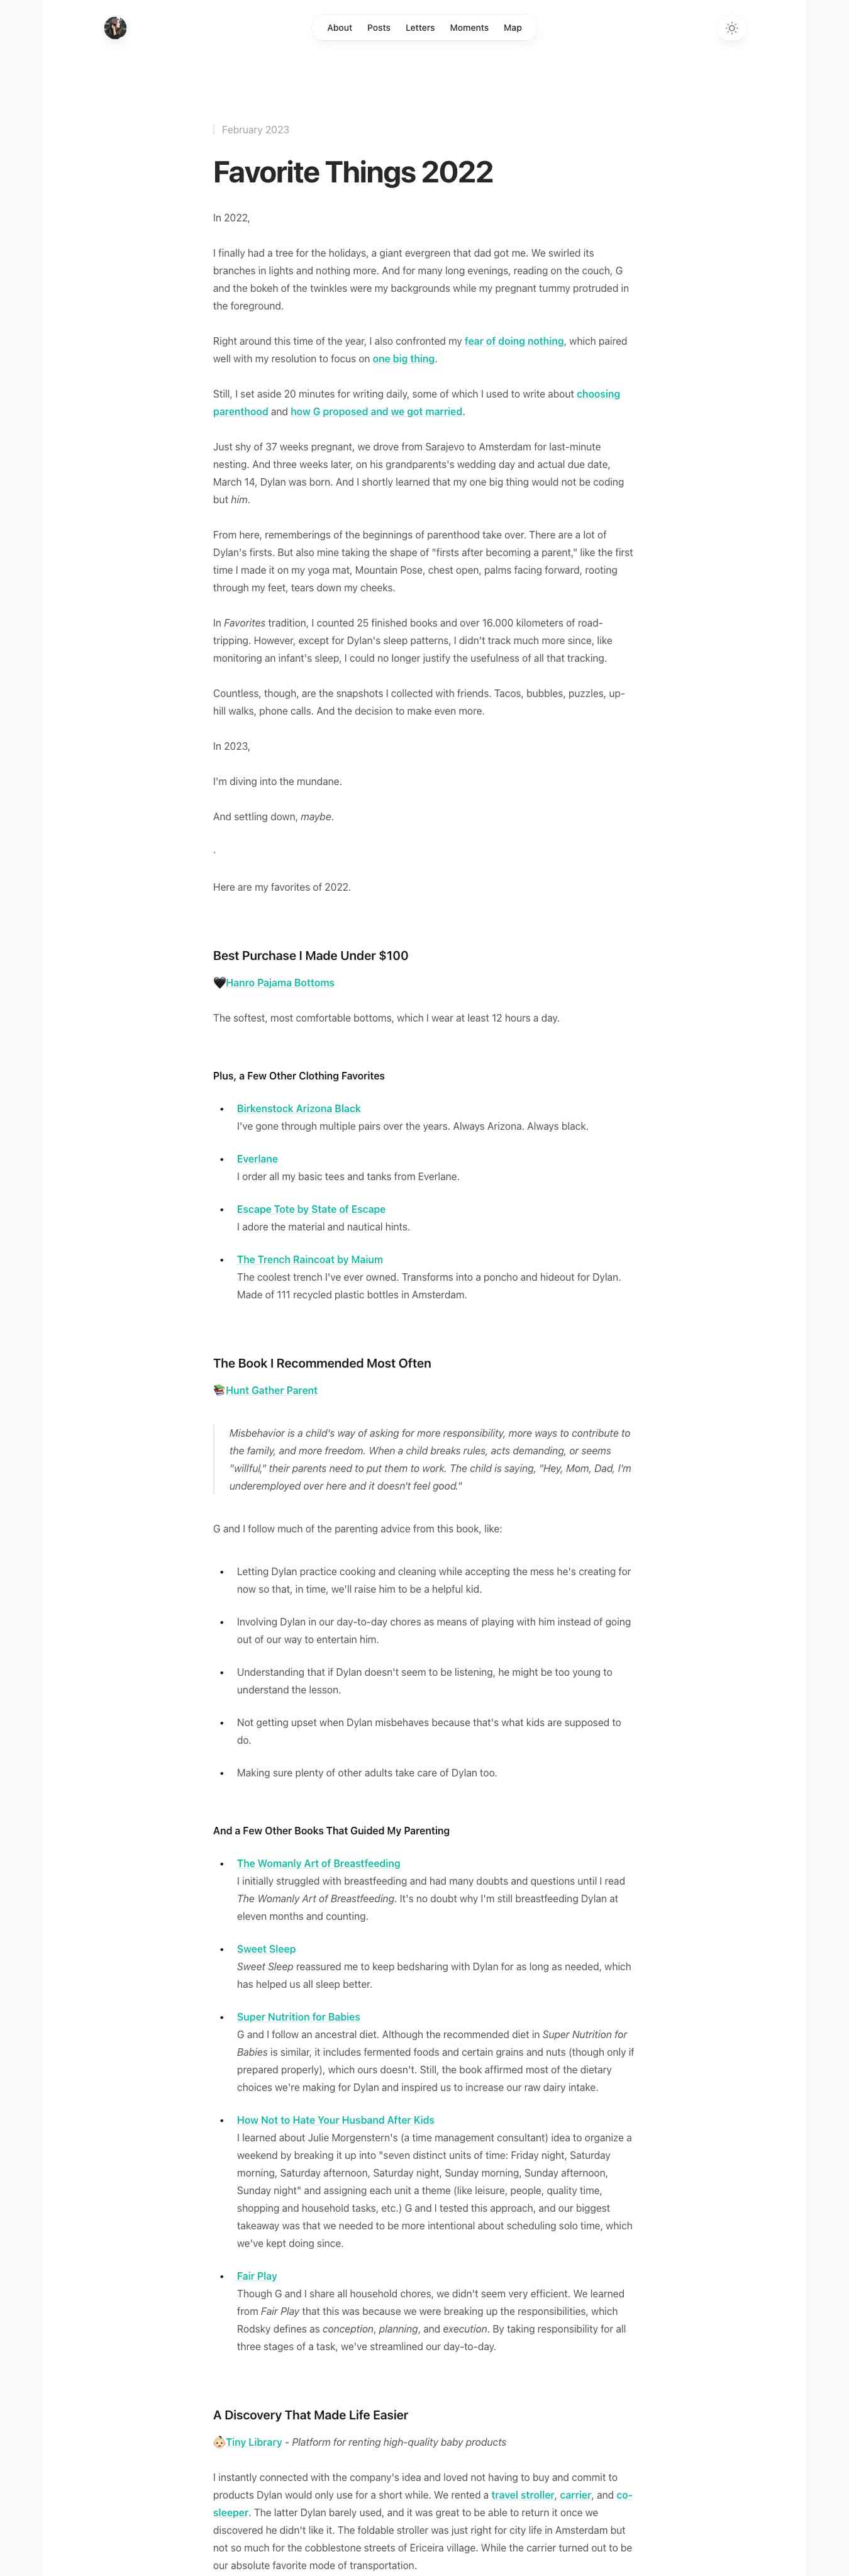 About Posts Letters Moments Map
February 2023
Favorite Things 2022
In 2022,
I finally had a tree for the holidays, a giant evergreen that dad got me. We swirled its
branches in lights and nothing more. And for many long evenings, reading on the couch, G
and the bokeh of the twinkles were my backgrounds while my pregnant tummy protruded in
the foreground.
Right around this time of the year, I also confronted my fear of doing nothing, which paired
well with my resolution to focus on one big thing.
Still, I set aside 20 minutes for writing daily, some of which I used to write about choosing
parenthood and how G proposed and we got married.
Just shy of 37 weeks pregnant, we drove from Sarajevo to Amsterdam for last-minute
nesting. And three weeks later, on his grandparents's wedding day and actual due date,
March 14, Dylan was born. And I shortly learned that my one big thing would not be coding
but him.
From here, rememberings of the beginnings of parenthood take over. There are a lot of
Dylan's firsts. But also mine taking the shape of "firsts after becoming a parent," like the first
time I made it on my yoga mat, Mountain Pose, chest open, palms facing forward, rooting
through my feet, tears down my cheeks.
In Favorites tradition, I counted 25 finished books and over 16.000 kilometers of road-
tripping. However, except for Dylan's sleep patterns, I didn't track much more since, like
monitoring an infant's sleep, I could no longer justify the usefulness of all that tracking.
Countless, though, are the snapshots I collected with friends. Tacos, bubbles, puzzles, up-
hill walks, phone calls. And the decision to make even more.
In 2023,
I'm diving into the mundane.
And settling down, maybe.
.
Here are my favorites of 2022.
Best Purchase I Made Under $100
🖤Hanro Pajama Bottoms
The softest, most comfortable bottoms, which I wear at least 12 hours a day.
Plus, a Few Other Clothing Favorites
• Birkenstock Arizona Black
I've gone through multiple pairs over the years. Always Arizona. Always black.
• Everlane
I order all my basic tees and tanks from Everlane.
• Escape Tote by State of Escape
I adore the material and nautical hints.
• The Trench Raincoat by Maium
The coolest trench I've ever owned. Transforms into a poncho and hideout for Dylan.
Made of 111 recycled plastic bottles in Amsterdam.
The Book I Recommended Most Often
📚Hunt Gather Parent
Misbehavior is a child's way of asking for more responsibility, more ways to contribute to
the family, and more freedom. When a child breaks rules, acts demanding, or seems
"willful," their parents need to put them to work. The child is saying, "Hey, Mom, Dad, I'm
underemployed over here and it doesn't feel good."
G and I follow much of the parenting advice from this book, like:
• Letting Dylan practice cooking and cleaning while accepting the mess he's creating for
now so that, in time, we'll raise him to be a helpful kid.
• Involving Dylan in our day-to-day chores as means of playing with him instead of going
out of our way to entertain him.
• Understanding that if Dylan doesn't seem to be listening, he might be too young to
understand the lesson.
• Not getting upset when Dylan misbehaves because that's what kids are supposed to
do.
• Making sure plenty of other adults take care of Dylan too.
And a Few Other Books That Guided My Parenting
• The Womanly Art of Breastfeeding
I initially struggled with breastfeeding and had many doubts and questions until I read
The Womanly Art of Breastfeeding. It's no doubt why I'm still breastfeeding Dylan at
eleven months and counting.
• Sweet Sleep
Sweet Sleep reassured me to keep bedsharing with Dylan for as long as needed, which
has helped us all sleep better.
• Super Nutrition for Babies
G and I follow an ancestral diet. Although the recommended diet in Super Nutrition for
Babies is similar, it includes fermented foods and certain grains and nuts (though only if
prepared properly), which ours doesn't. Still, the book affirmed most of the dietary
choices we're making for Dylan and inspired us to increase our raw dairy intake.
• How Not to Hate Your Husband After Kids
I learned about Julie Morgenstern's (a time management consultant) idea to organize a
weekend by breaking it up into "seven distinct units of time: Friday night, Saturday
morning, Saturday afternoon, Saturday night, Sunday morning, Sunday afternoon,
Sunday night" and assigning each unit a theme (like leisure, people, quality time,
shopping and household tasks, etc.) G and I tested this approach, and our biggest
takeaway was that we needed to be more intentional about scheduling solo time, which
we've kept doing since.
• Fair Play
Though G and I share all household chores, we didn't seem very efficient. We learned
from Fair Play that this was because we were breaking up the responsibilities, which
Rodsky defines as conception, planning, and execution. By taking responsibility for all
three stages of a task, we've streamlined our day-to-day.
A Discovery That Made Life Easier
👶🏻Tiny Library - Platform for renting high-quality baby products
I instantly connected with the company's idea and loved not having to buy and commit to
products Dylan would only use for a short while. We rented a travel stroller, carrier, and co-
sleeper. The latter Dylan barely used, and it was great to be able to return it once we
discovered he didn't like it. The foldable stroller was just right for city life in Amsterdam but
not so much for the cobblestone streets of Ericeira village. While the carrier turned out to be
our absolute favorite mode of transportation.